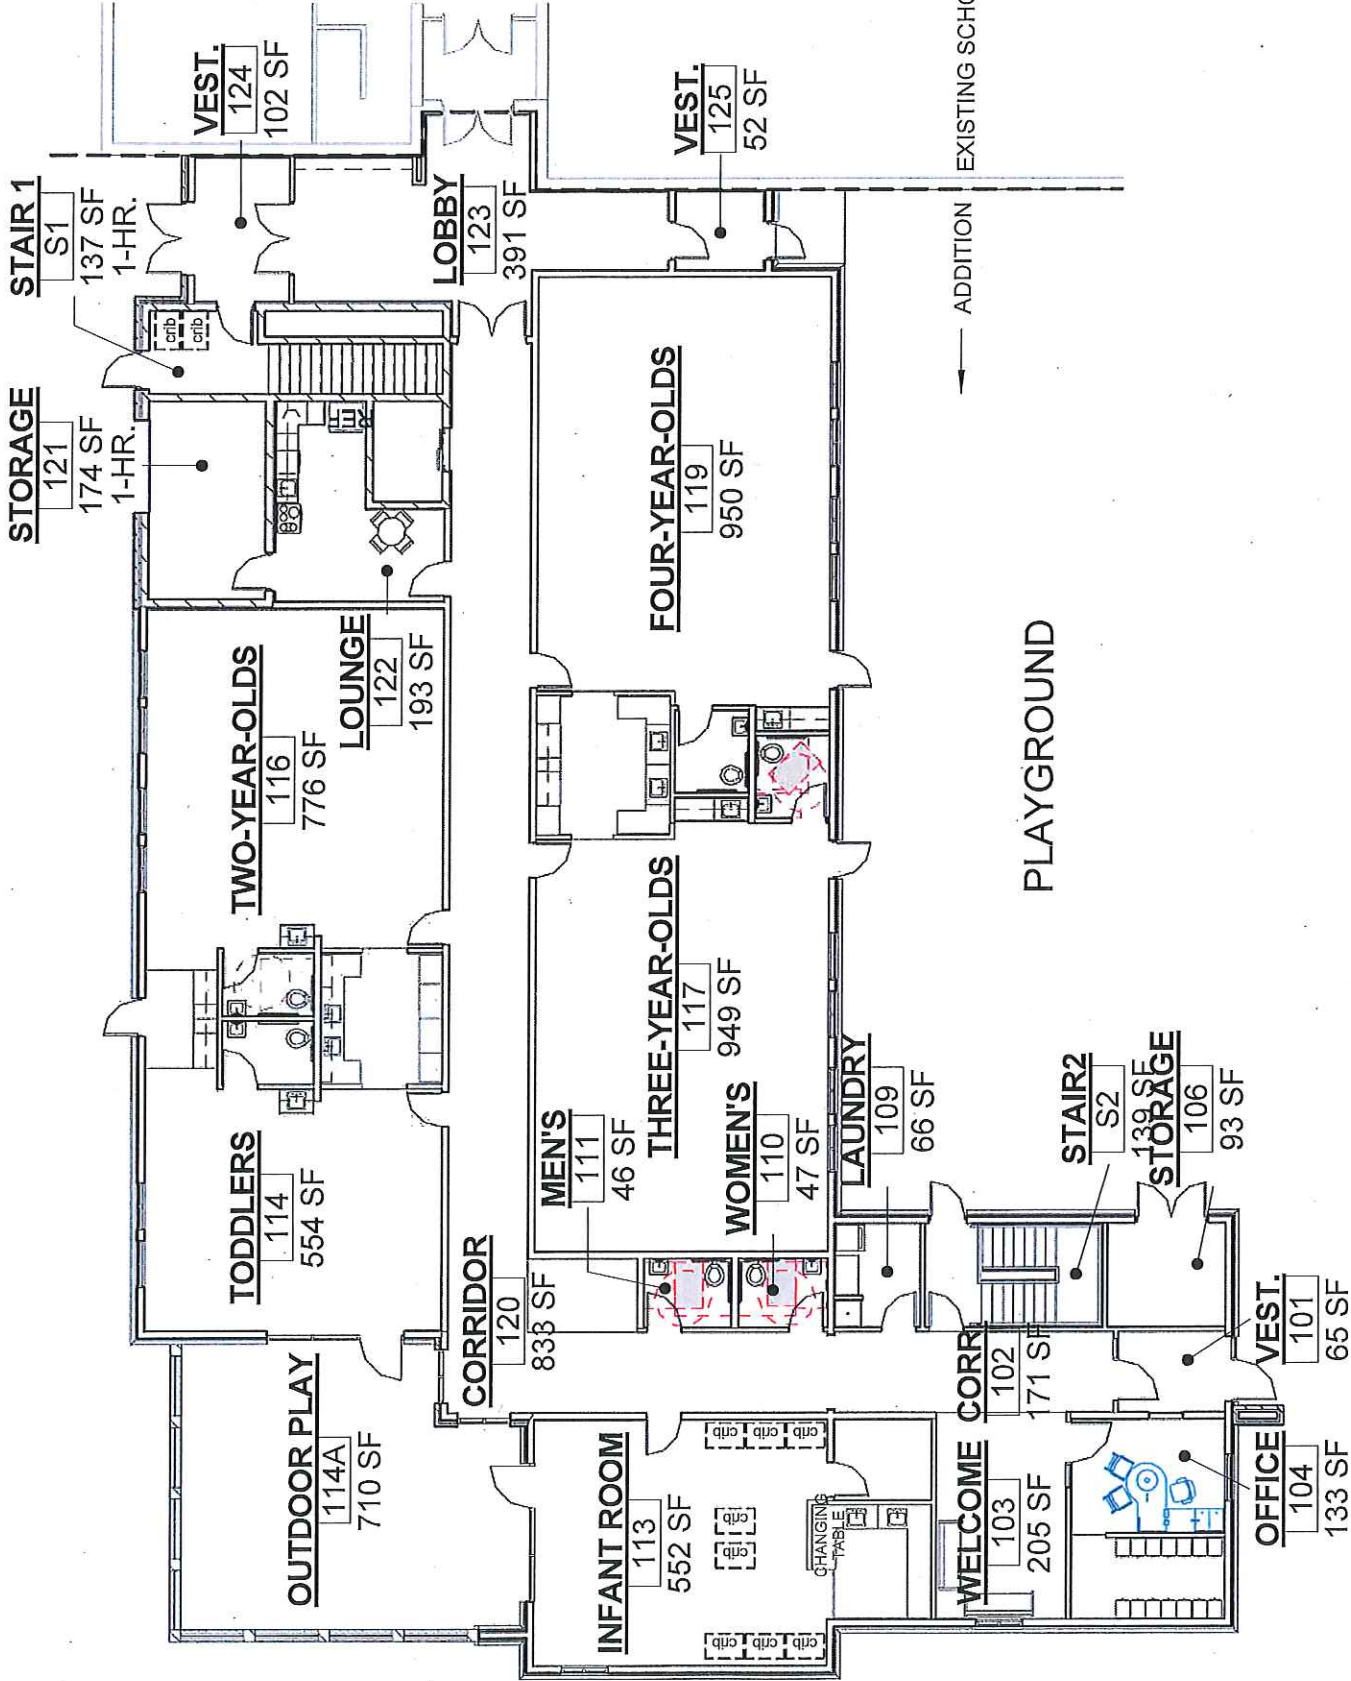 STORAGE
121
174 SF
1-HR.
STAIR 1
S1
137 SF
1-HR.
VEST.
124
102 SF
crib
crib
REF
TWO-YEAR-OLDS
116
776 SF
LOUNGE
122
193 SF
LOBBY
123
391 SF
VEST.
125
52 SF
TODDLERS
114
554 SF
OUTDOOR PLAY
114A
710 SF
CORRIDOR
120
833 SF
FOUR-YEAR-OLDS
119
950 SF
THREE-YEAR-OLDS
117
949 SF
MEN'S
111
46 SF
WOMEN'S
110
47 SF
INFANT ROOM
113
552 SF
crib
crib
crib
crib
crib
crib
crib
crib
CHANGING
TABLE
LAUNDRY
109
66 SF
STAIR2
S2
139 SF
STORAGE
106
93 SF
WELCOME
103
205 SF
CORR
102
171 SF
VEST.
101
65 SF
OFFICE
104
133 SF
PLAYGROUND
ADDITION
EXISTING